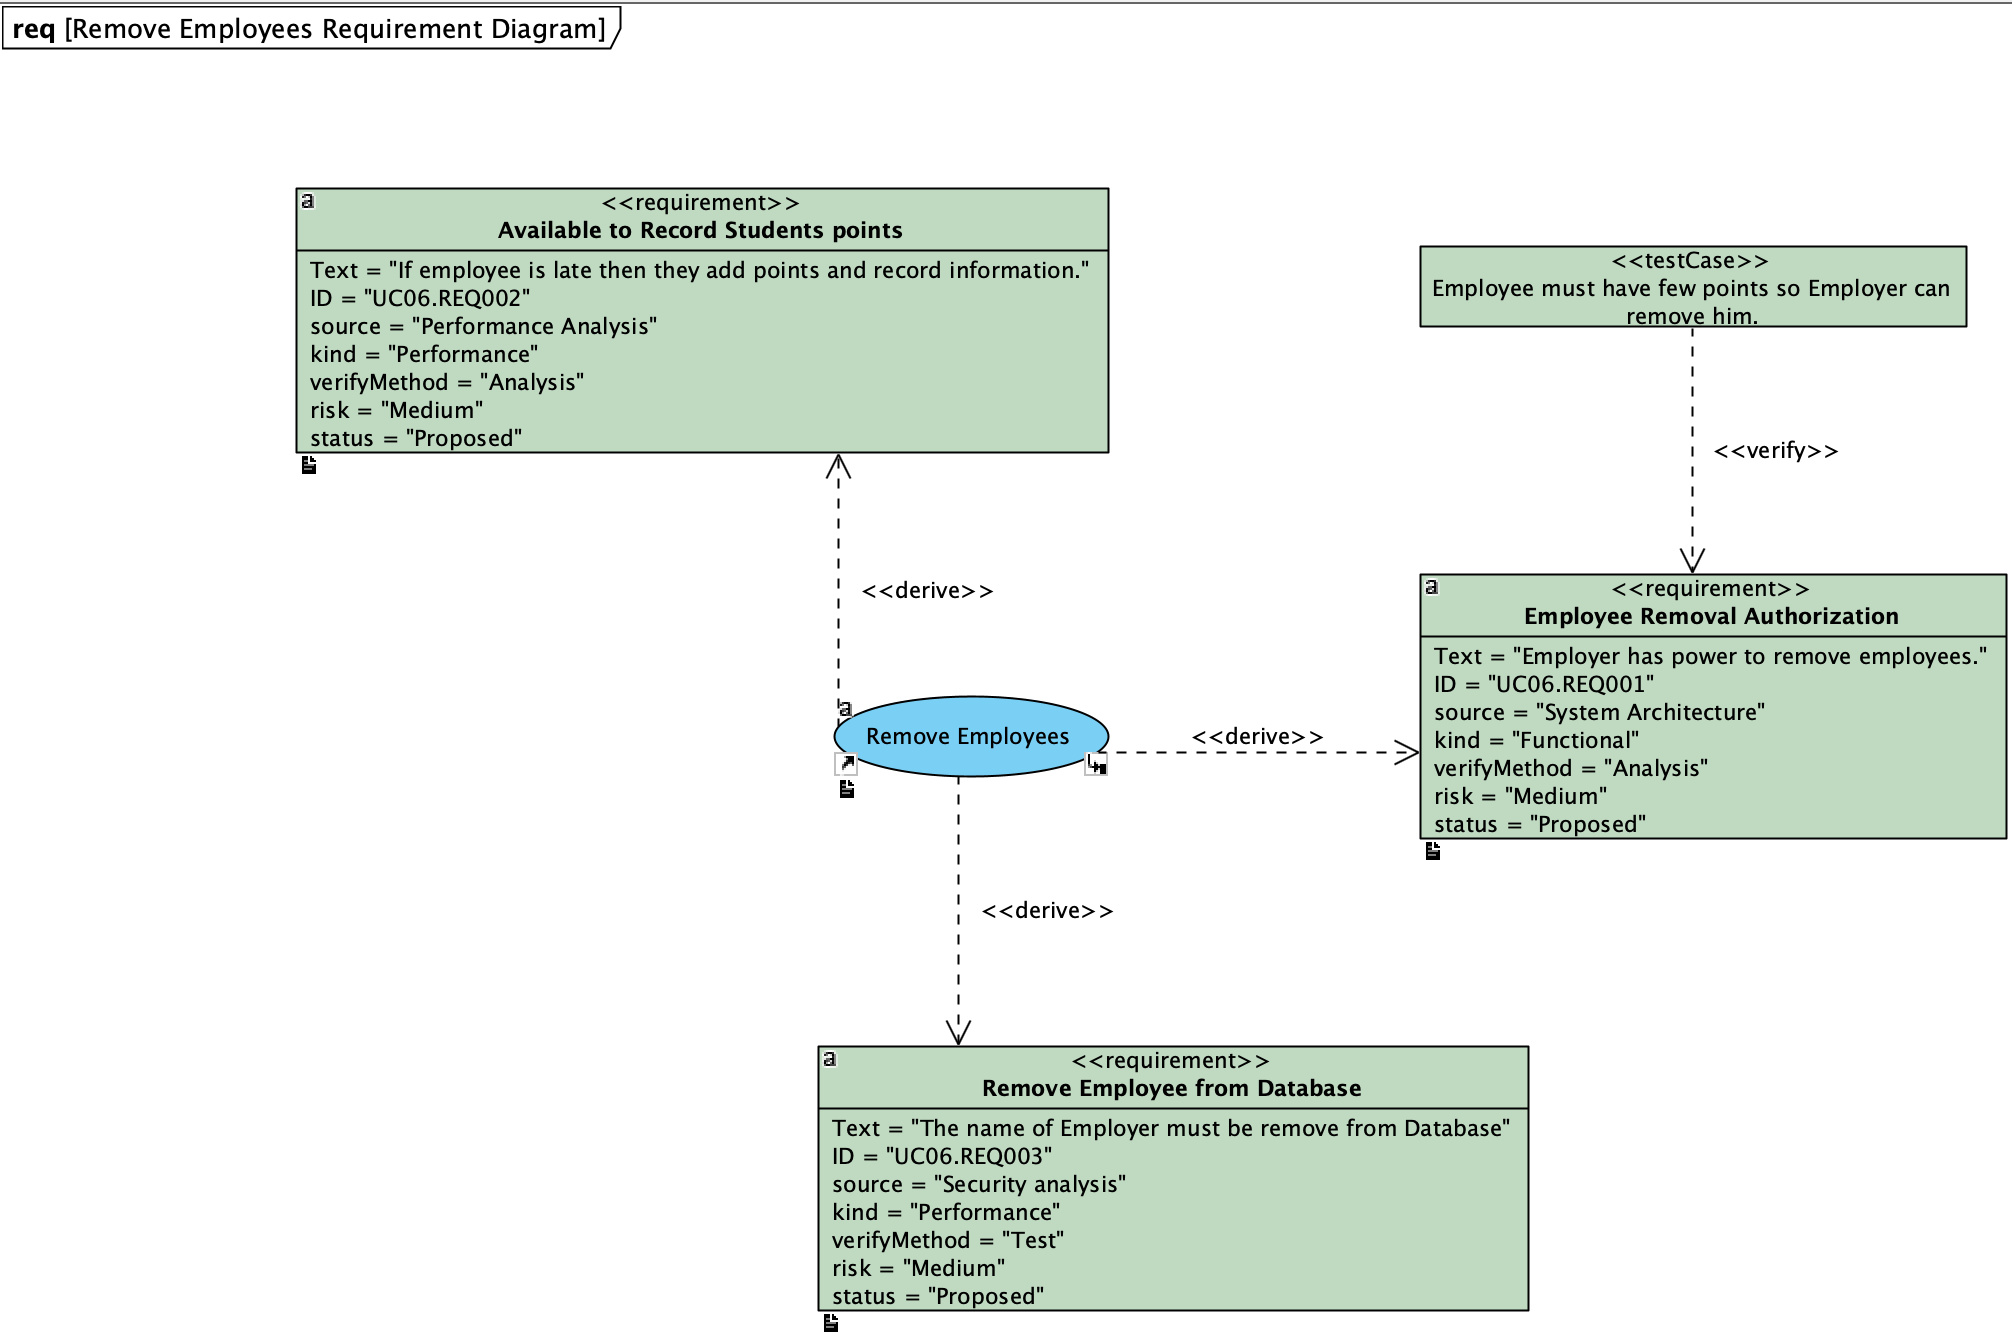 req [Remove Employees Requirement Diagram]
a
<<requirement>>
Available to Record Students points
Text = "If employee is late then they add points and record information."
ID = "UC06.REQ002"
source = "Performance Analysis"
kind = "Performance"
verifyMethod = "Analysis"
risk = "Medium"
status = "Proposed"
<<testCase>>
Employee must have few points so Employer can
remove him.
<<verify>>
<<derive>>
a
<<requirement>>
Employee Removal Authorization
Text = "Employer has power to remove employees."
ID = "UC06.REQ001"
source = "System Architecture"
kind = "Functional"
verifyMethod = "Analysis"
risk = "Medium"
status = "Proposed"
a
Remove Employees
<<derive>>
<<derive>>
a
<<requirement>>
Remove Employee from Database
Text = "The name of Employer must be remove from Database"
ID = "UC06.REQ003"
source = "Security analysis"
kind = "Performance"
verifyMethod = "Test"
risk = "Medium"
status = "Proposed"